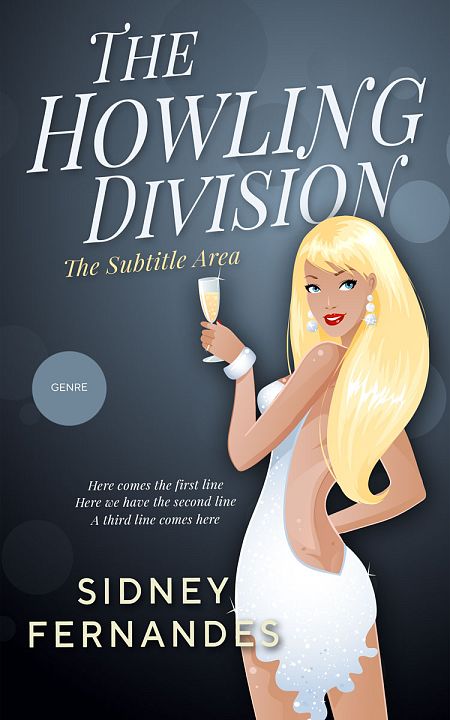 THE
HOWLING
DIVISION
The Subtitle Area
GENRE
Here comes the first line
Here we have the second line
A third line comes here
SIDNEY
FERNANDES